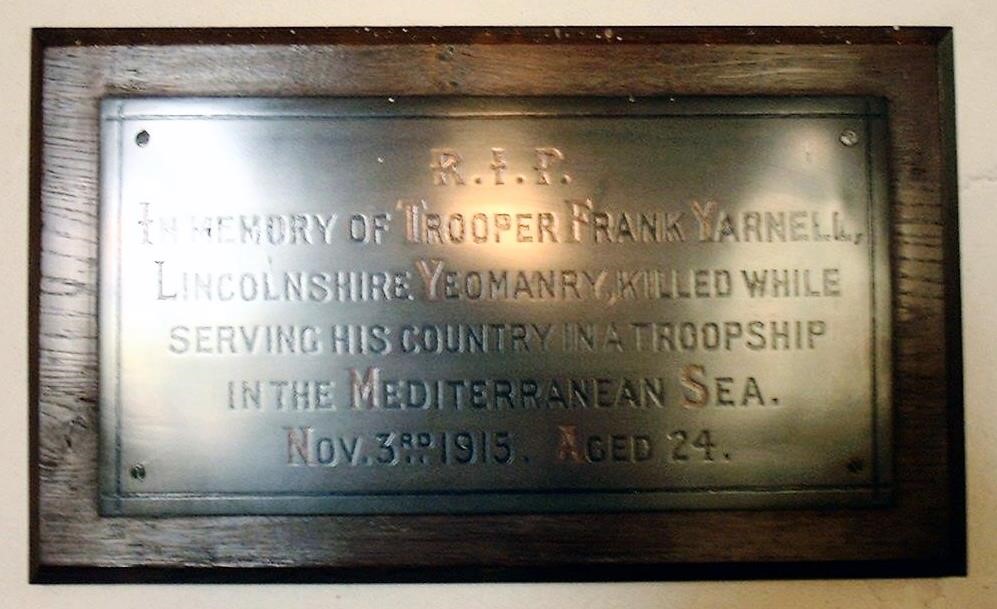 R.I.P.
In memory of Trooper Frank Yarnell,
Lincolnshire Yeomanry, killed while
serving his country in a troopship
in the Mediterranean Sea.
Nov. 3RD. 1915. Aged 24.